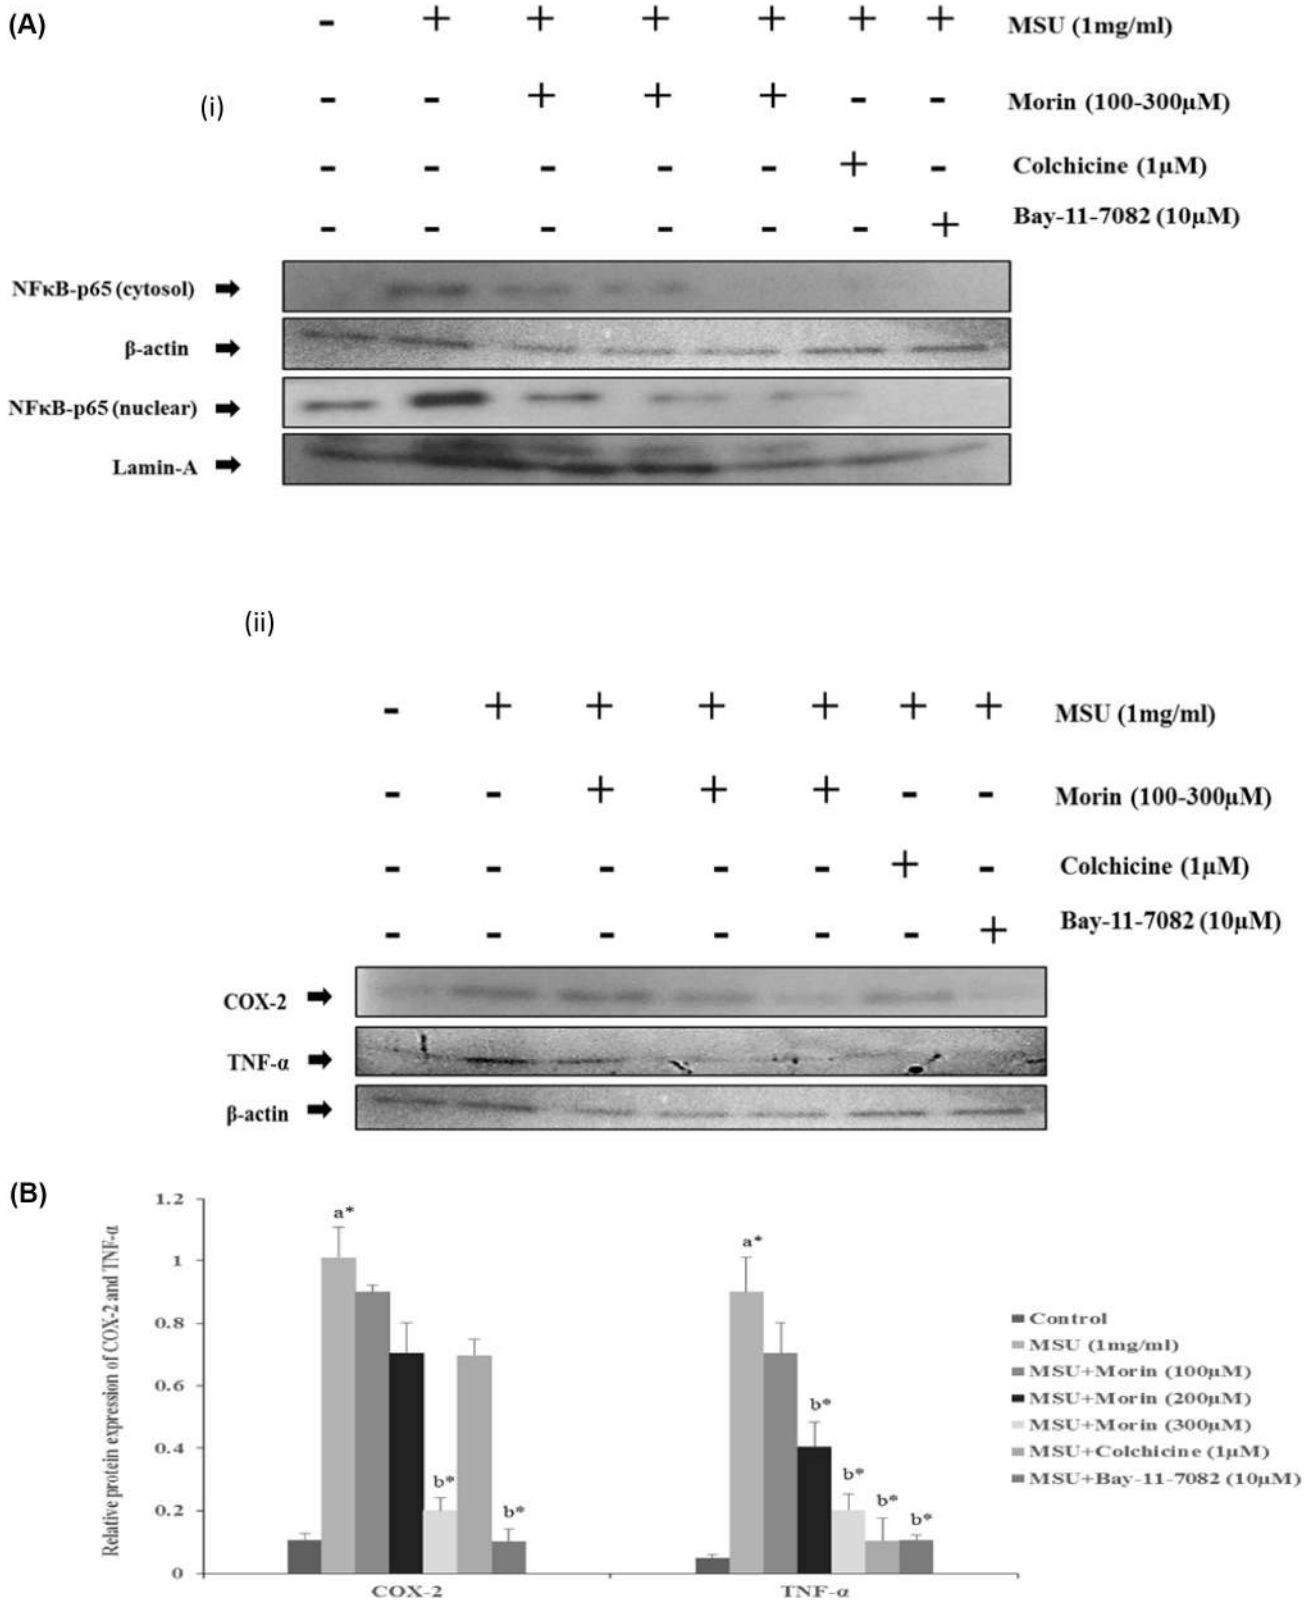 (A)
- + + + + + + MSU (1mg/ml)
(i)
- - + + + - - Morin (100-300µM)
- - - - - + - Colchicine (1µM)
- - - - - - + Bay-11-7082 (10µM)
NFκB-p65 (cytosol)
β-actin
NFκB-p65 (nuclear)
Lamin-A
(ii)
- + + + + + + MSU (1mg/ml)
- - + + + - - Morin (100-300µM)
- - - - - + - Colchicine (1µM)
- - - - - - + Bay-11-7082 (10µM)
COX-2
TNF-α
β-actin
(B)
Relative protein expression of COX-2 and TNF-α
1.2
1
0.8
0.6
0.4
0.2
0
a*
b*
b*
a*
b*
b*
b*
b*
COX-2
TNF-α
Control
MSU (1mg/ml)
MSU+Morin (100µM)
MSU+Morin (200µM)
MSU+Morin (300µM)
MSU+Colchicine (1µM)
MSU+Bay-11-7082 (10µM)